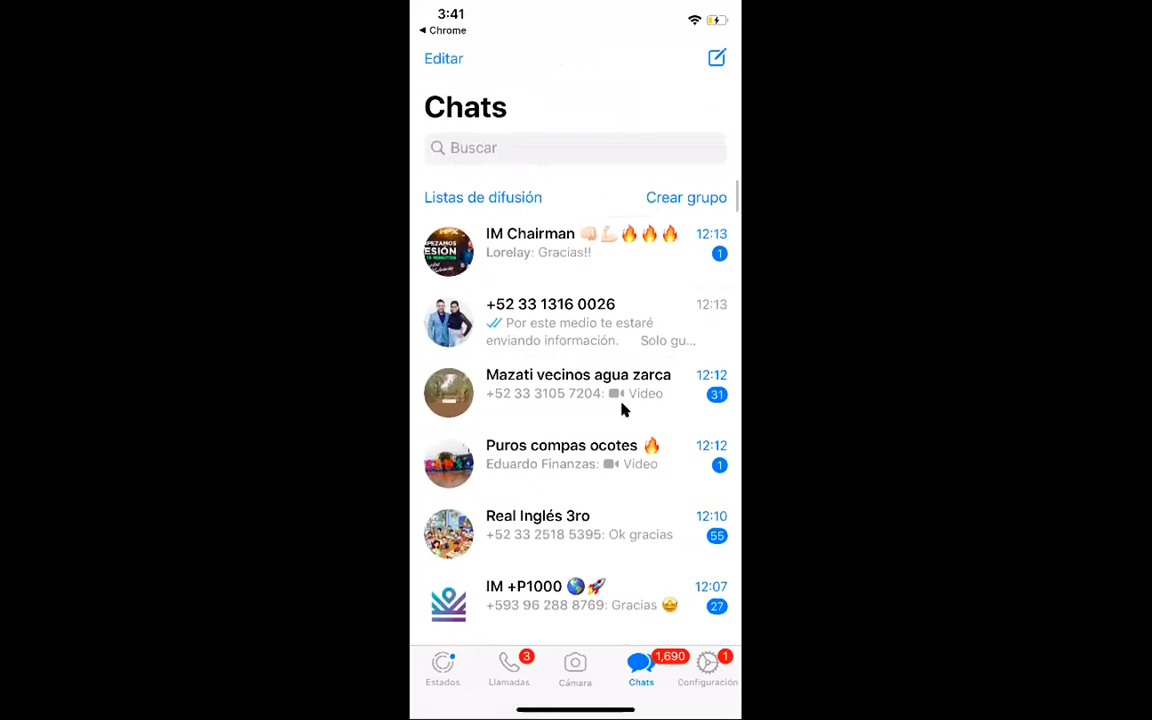 3:41
◀ Chrome
Editar
Chats
Buscar
Listas de difusión
Crear grupo
IM Chairman 👊🏻💪🏻🔥🔥🔥
12:13
Lorelay: Gracias!!
1
+52 33 1316 0026
12:13
Por este medio te estaré
enviando información. Solo gu...
Mazati vecinos agua zarca
12:12
+52 33 3105 7204: Video
31
Puros compas ocotes 🔥
12:12
Eduardo Finanzas: Video
1
Real Inglés 3ro
12:10
+52 33 2518 5395: Ok gracias
55
IM +P1000 🌎🚀
12:07
+593 96 288 8769: Gracias 🤩
27
3
1,690
1
Estados
Llamadas
Cámara
Chats
Configuración